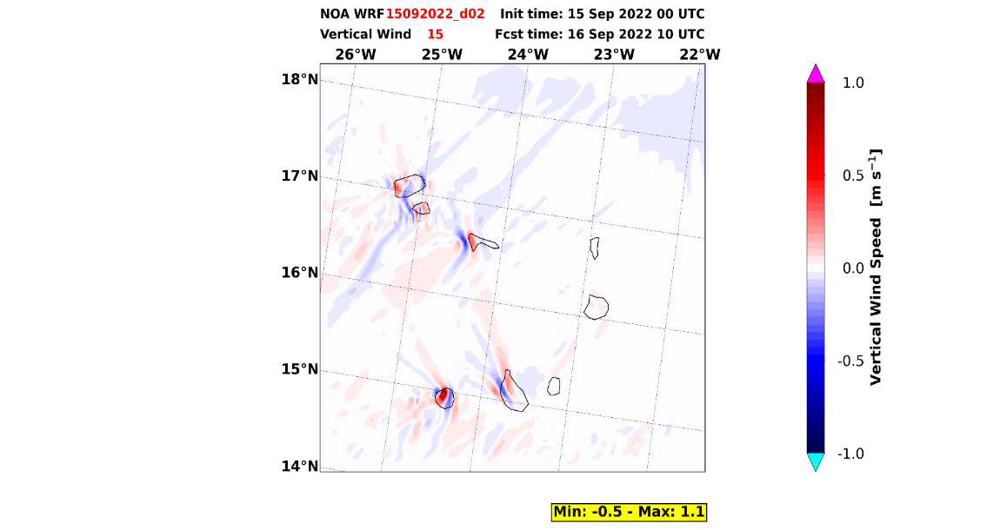 NOA WRF 15092022_d02 Init time: 15 Sep 2022 00 UTC
Vertical Wind 15 Fcst time: 16 Sep 2022 10 UTC
26°W 25°W 24°W 23°W 22°W
18°N
17°N
16°N
15°N
14°N
1.0
0.5
0.0
-0.5
-1.0
Vertical Wind Speed [m s⁻¹]
Min: -0.5 - Max: 1.1